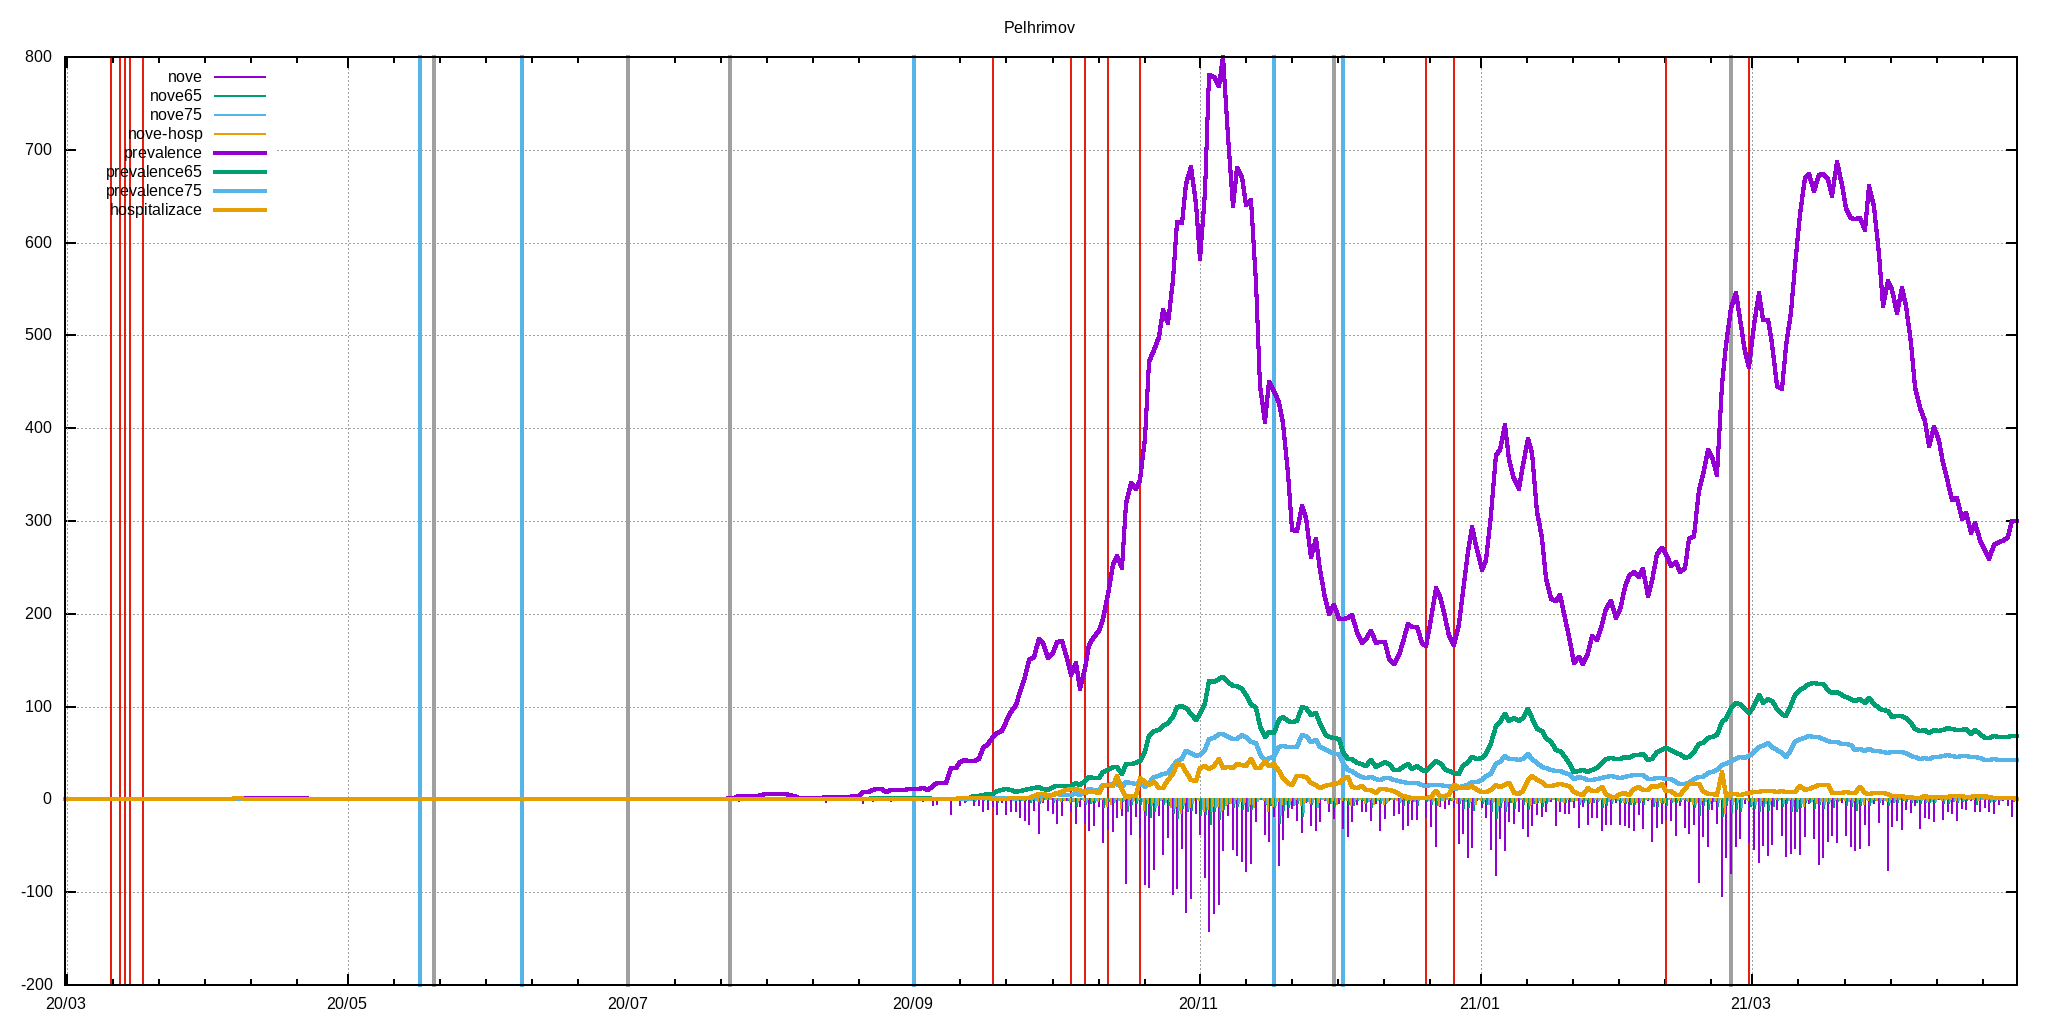 Pelhrimov
800
700
600
500
400
300
200
100
0
-100
-200
nove
nove65
nove75
nove-hosp
prevalence
prevalence65
prevalence75
hospitalizace
20/03
20/05
20/07
20/09
20/11
21/01
21/03